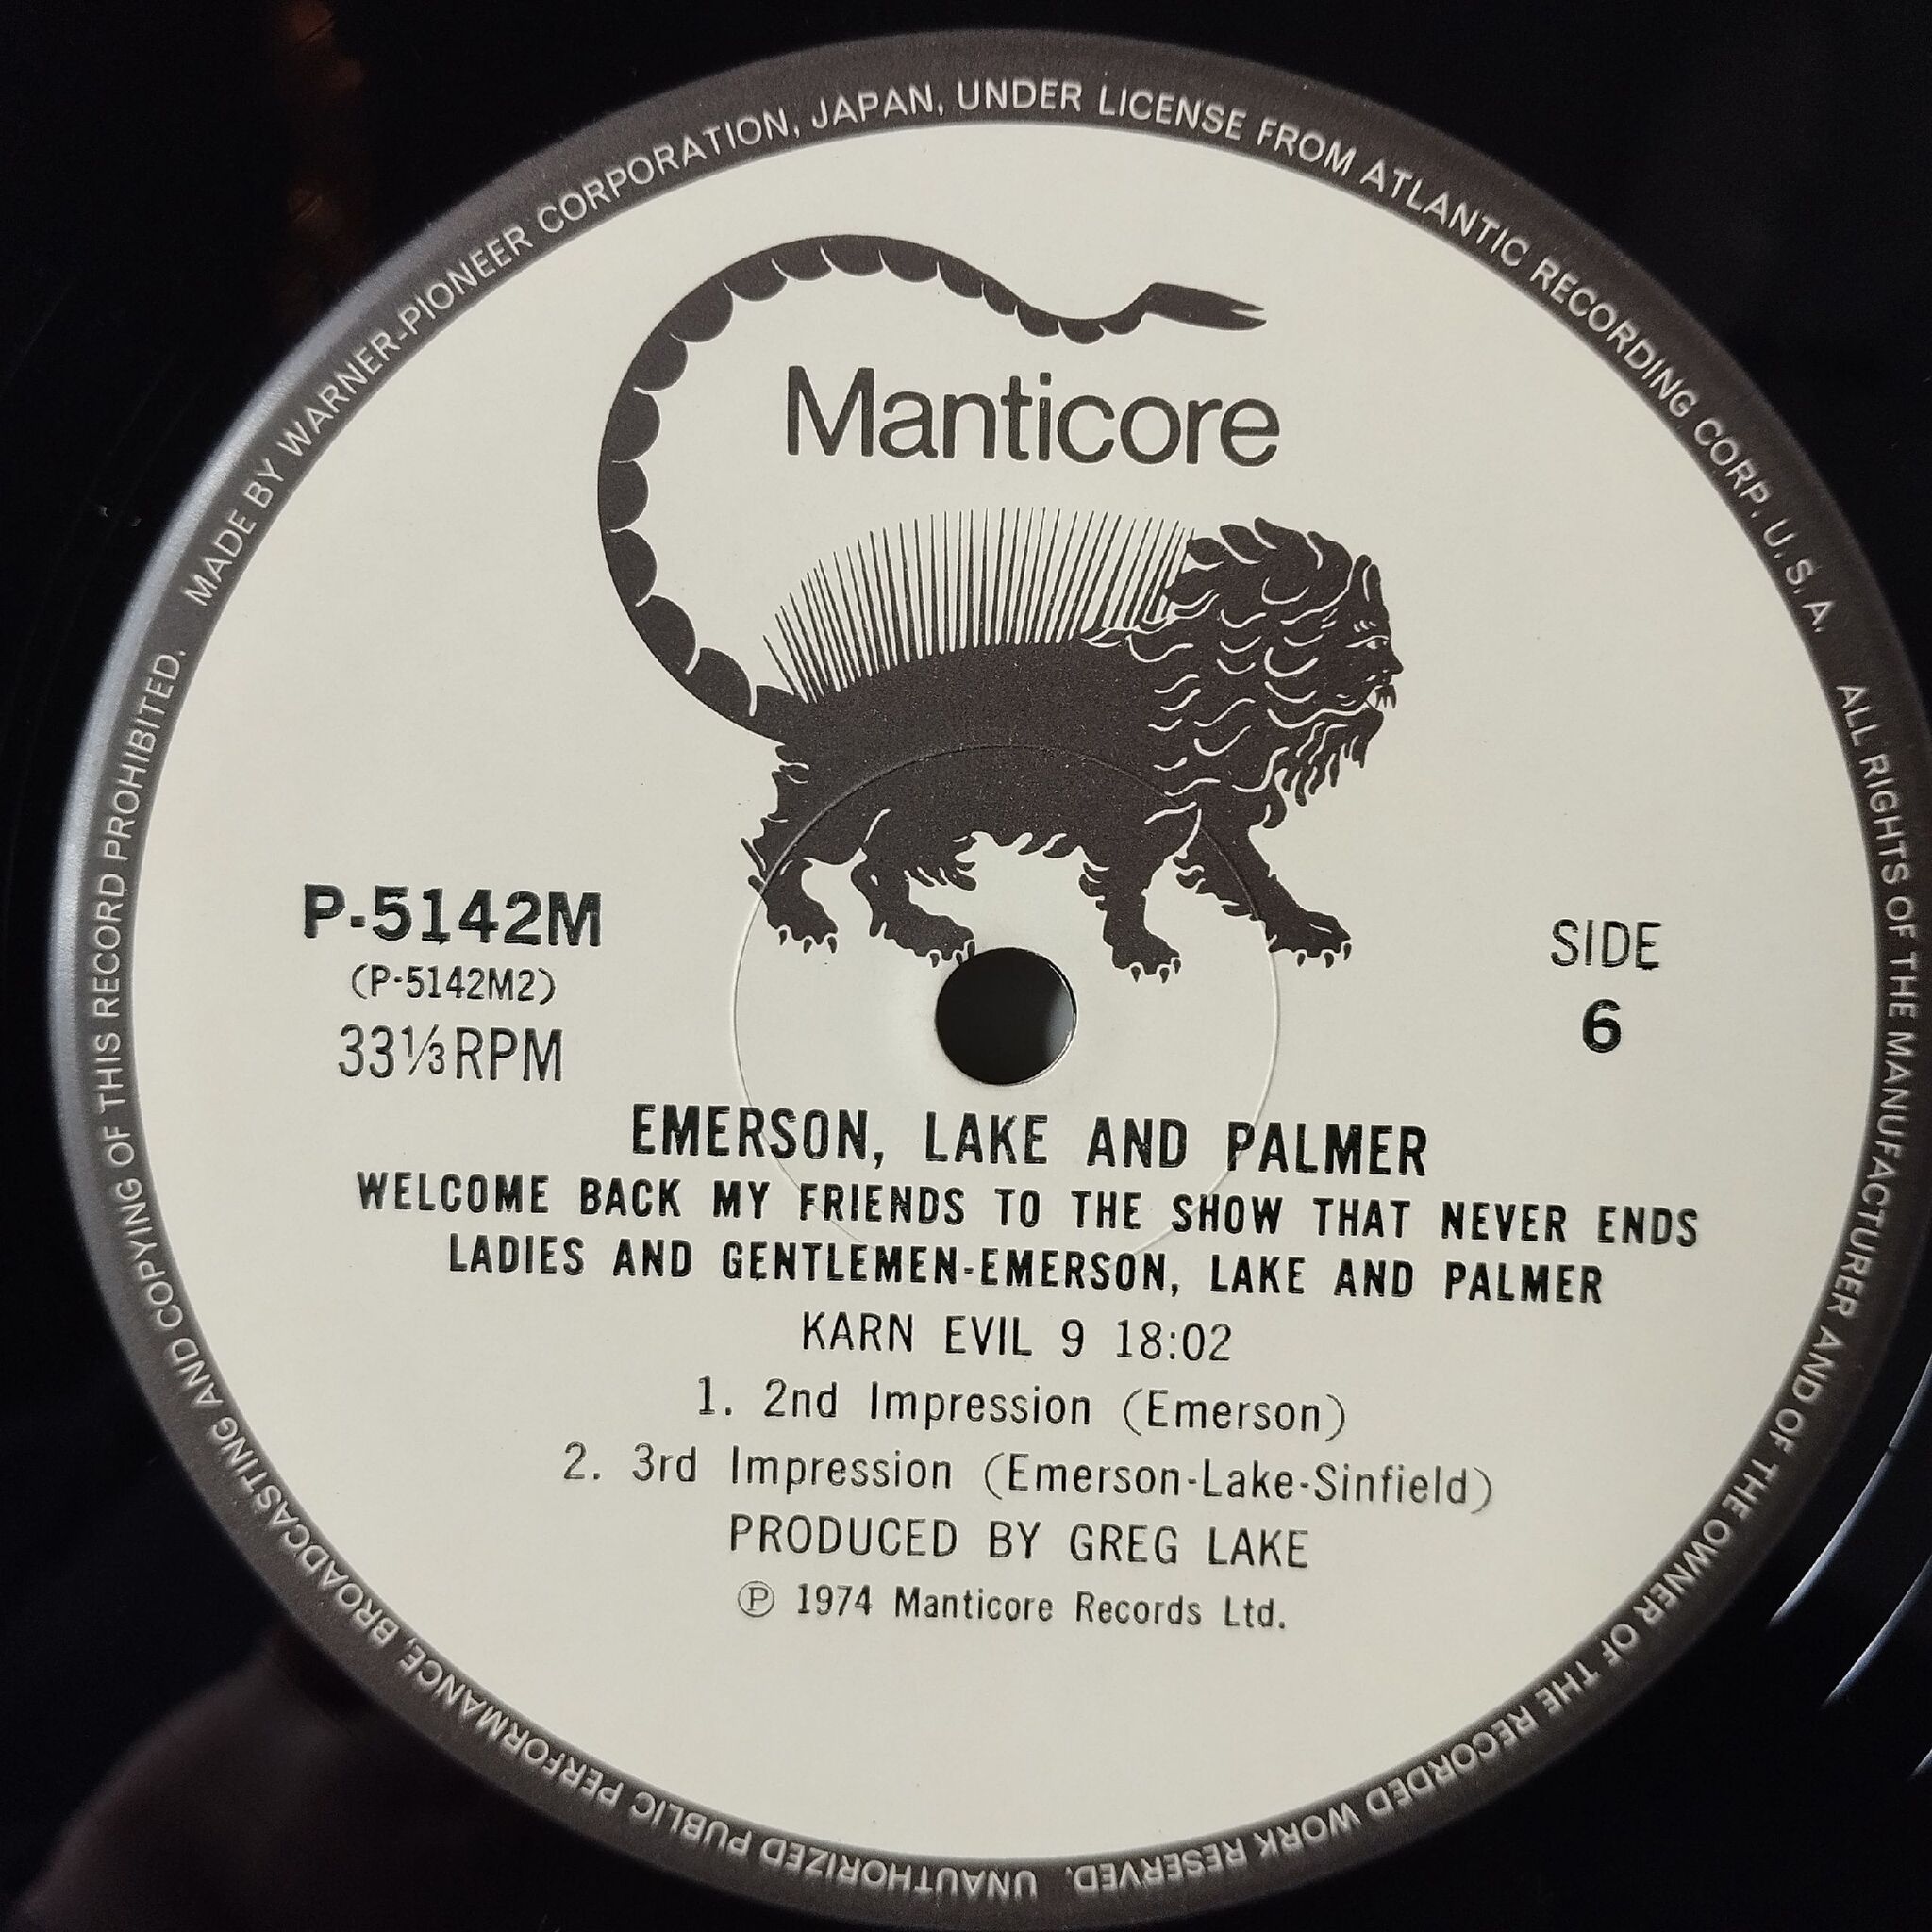 MADE BY WARNER-PIONEER CORPORATION, JAPAN, UNDER LICENSE FROM ATLANTIC RECORDING CORP., U.S.A. ALL RIGHTS OF THE MANUFACTURER AND OF THE OWNER OF THE RECORDED WORK RESERVED. UNAUTHORIZED PUBLIC PERFORMANCE, BROADCASTING AND COPYING OF THIS RECORD PROHIBITED.
Manticore
P-5142M
(P-5142M2)
33⅓RPM
SIDE
6
EMERSON, LAKE AND PALMER
WELCOME BACK MY FRIENDS TO THE SHOW THAT NEVER ENDS
LADIES AND GENTLEMEN-EMERSON, LAKE AND PALMER
KARN EVIL 9 18:02
1. 2nd Impression (Emerson)
2. 3rd Impression (Emerson-Lake-Sinfield)
PRODUCED BY GREG LAKE
℗ 1974 Manticore Records Ltd.